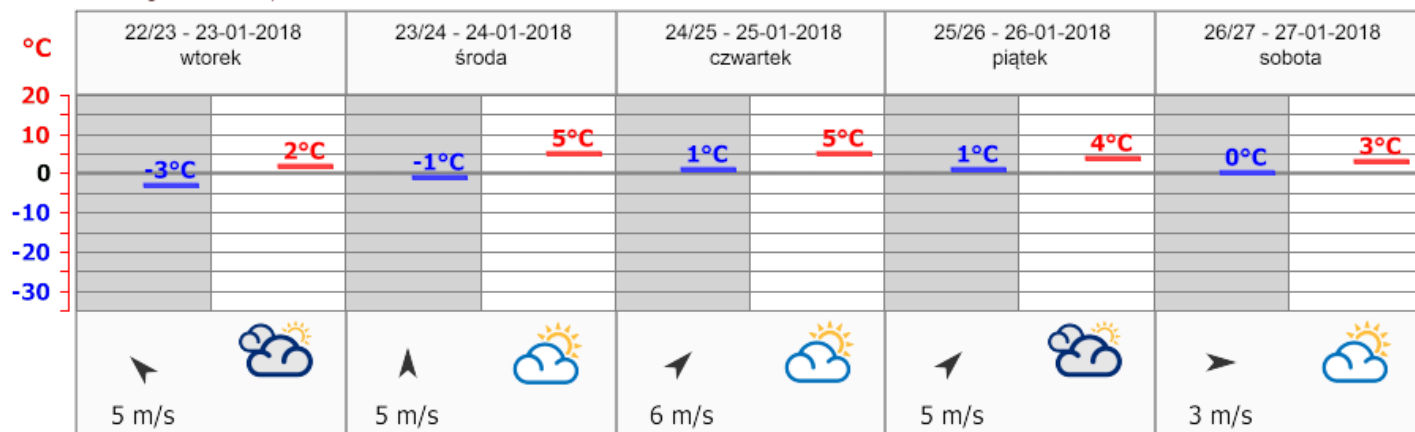 °C
22/23 - 23-01-2018
wtorek
23/24 - 24-01-2018
środa
24/25 - 25-01-2018
czwartek
25/26 - 26-01-2018
piątek
26/27 - 27-01-2018
sobota
20
10
0
-10
-20
-30
-3°C
2°C
-1°C
5°C
1°C
5°C
1°C
4°C
0°C
3°C
5 m/s
5 m/s
6 m/s
5 m/s
3 m/s